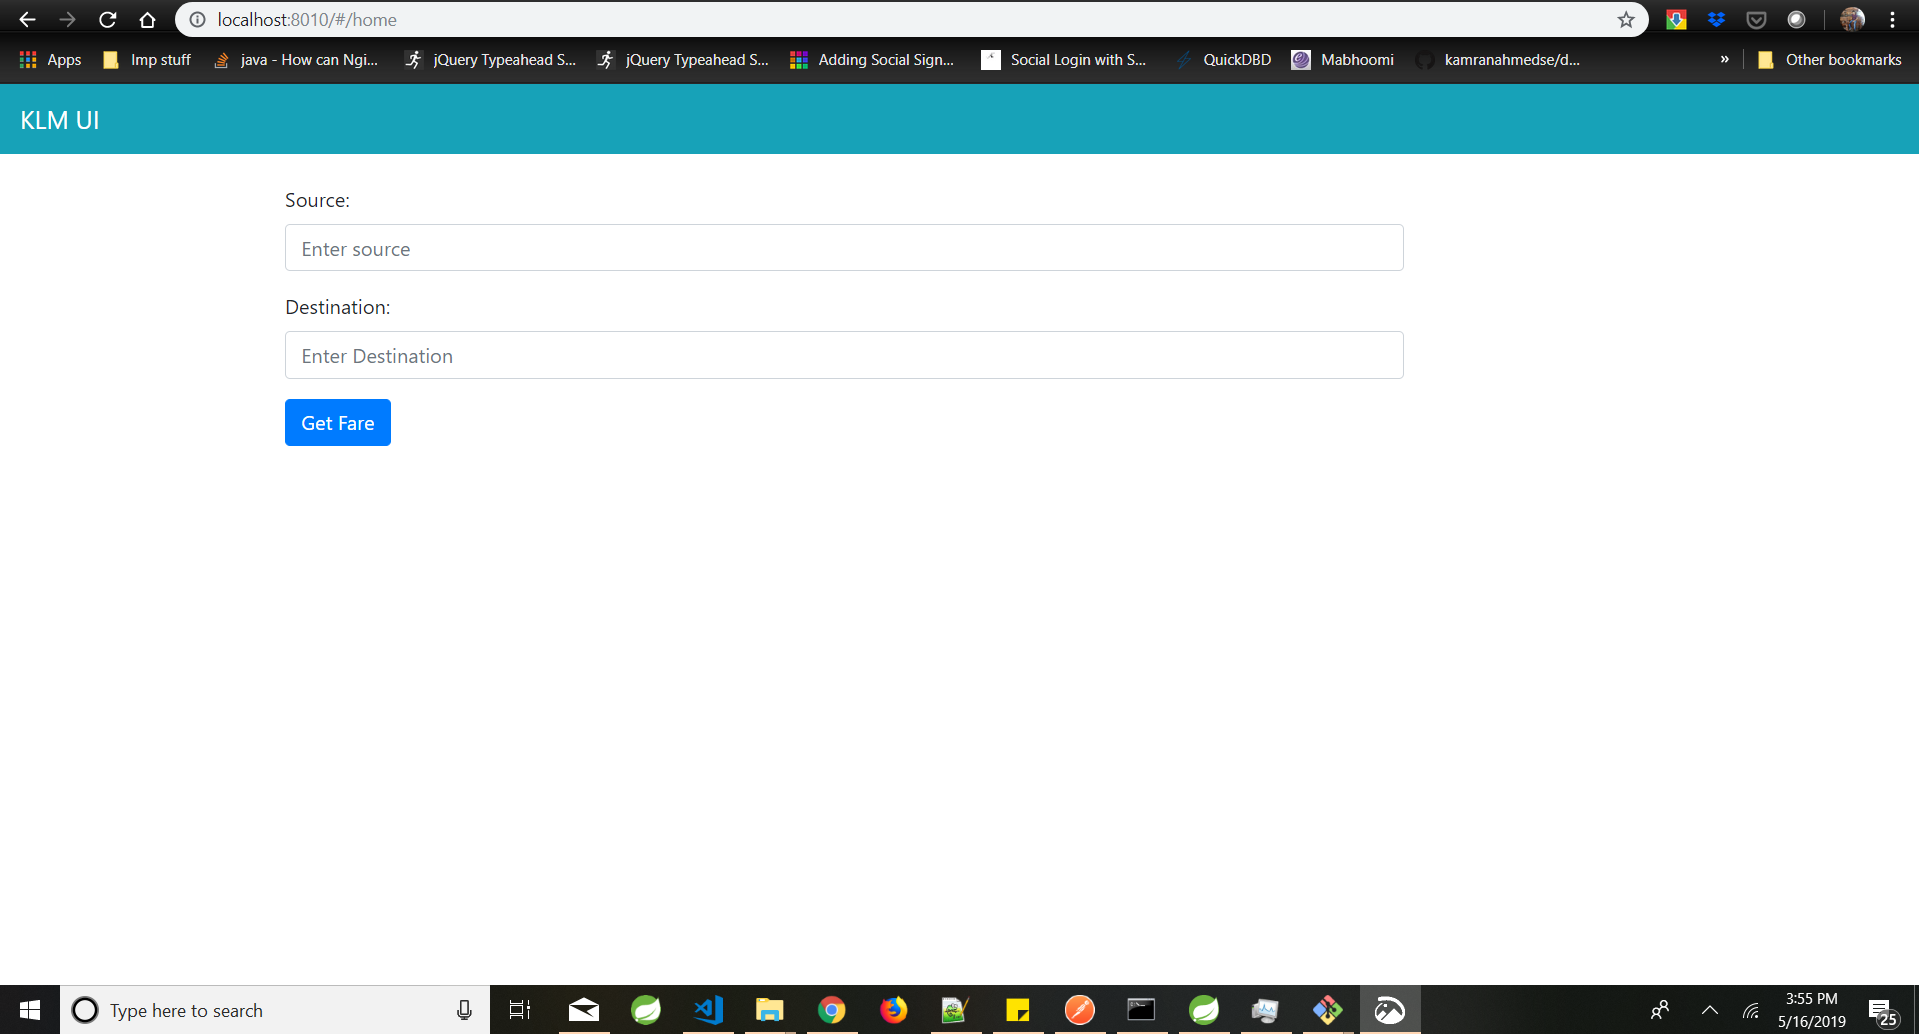 localhost:8010/#/home
Apps Imp stuff java - How can Ngi... jQuery Typeahead S... jQuery Typeahead S... Adding Social Sign... Social Login with S... QuickDBD Mabhoomi kamranahmedse/d... » Other bookmarks
KLM UI
Source:
Enter source
Destination:
Enter Destination
Get Fare
Type here to search
3:55 PM
5/16/2019
25